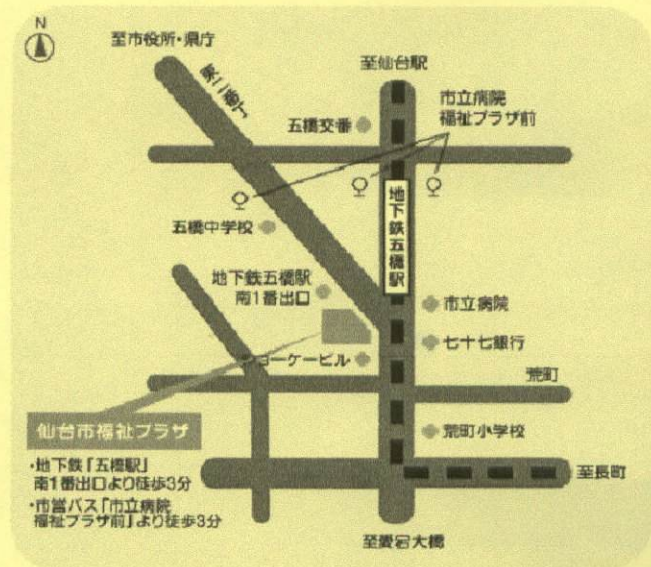 N
至市役所・県庁
東二番丁
至仙台駅
市立病院
福祉プラザ前
五橋交番
地下鉄五橋駅
五橋中学校
地下鉄五橋駅
南1番出口
市立病院
七十七銀行
ショーケービル
荒町
仙台市福祉プラザ
荒町小学校
・地下鉄「五橋駅」
南1番出口より徒歩3分
・市営バス「市立病院
福祉プラザ前」より徒歩3分
至長町
至愛宕大橋